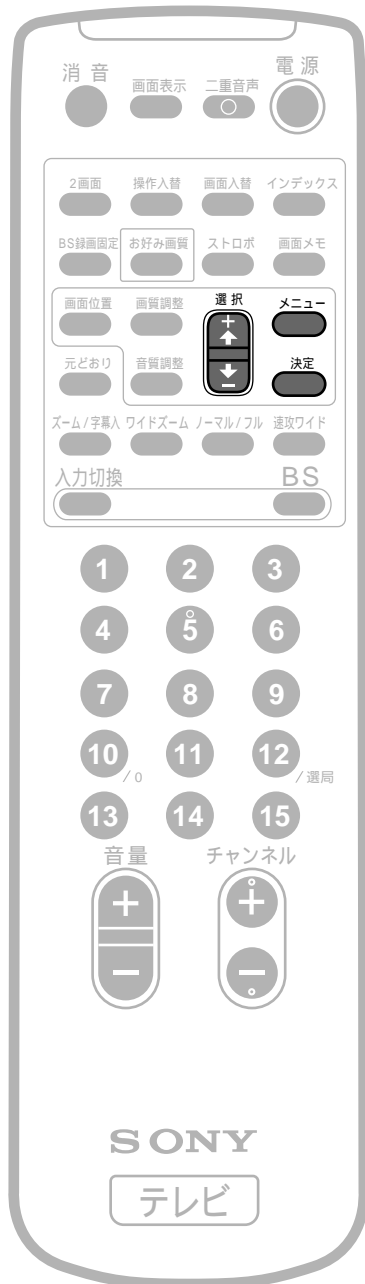 消音 画面表示 二重音声 電源
2画面 操作入替 画面入替 インデックス
BS録画固定 お好み画質 ストロボ 画面メモ
画面位置 画質調整 選択 メニュー
+
元どおり 音質調整 決定
−
ズーム/字幕入 ワイドズーム ノーマル/フル 速攻ワイド
入力切換 BS
1 2 3
4 5 6
7 8 9
10/0 11 12/選局
13 14 15
音量 チャンネル
+ +
− −
SONY
テレビ